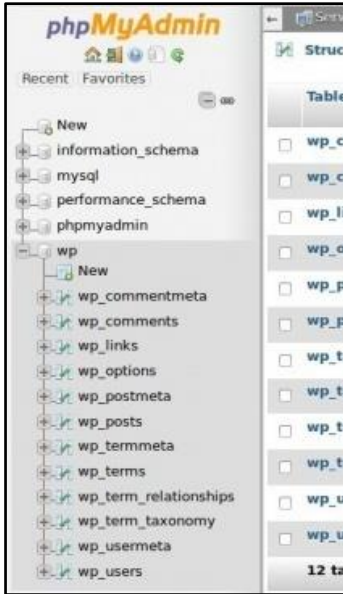 phpMyAdmin
Recent Favorites
New
information_schema
mysql
performance_schema
phpmyadmin
wp
New
wp_commentmeta
wp_comments
wp_links
wp_options
wp_postmeta
wp_posts
wp_termmeta
wp_terms
wp_term_relationships
wp_term_taxonomy
wp_usermeta
wp_users
Serv
Struc
Table
wp_c
wp_c
wp_li
wp_o
wp_p
wp_p
wp_t
wp_t
wp_t
wp_t
wp_u
wp_u
12 ta